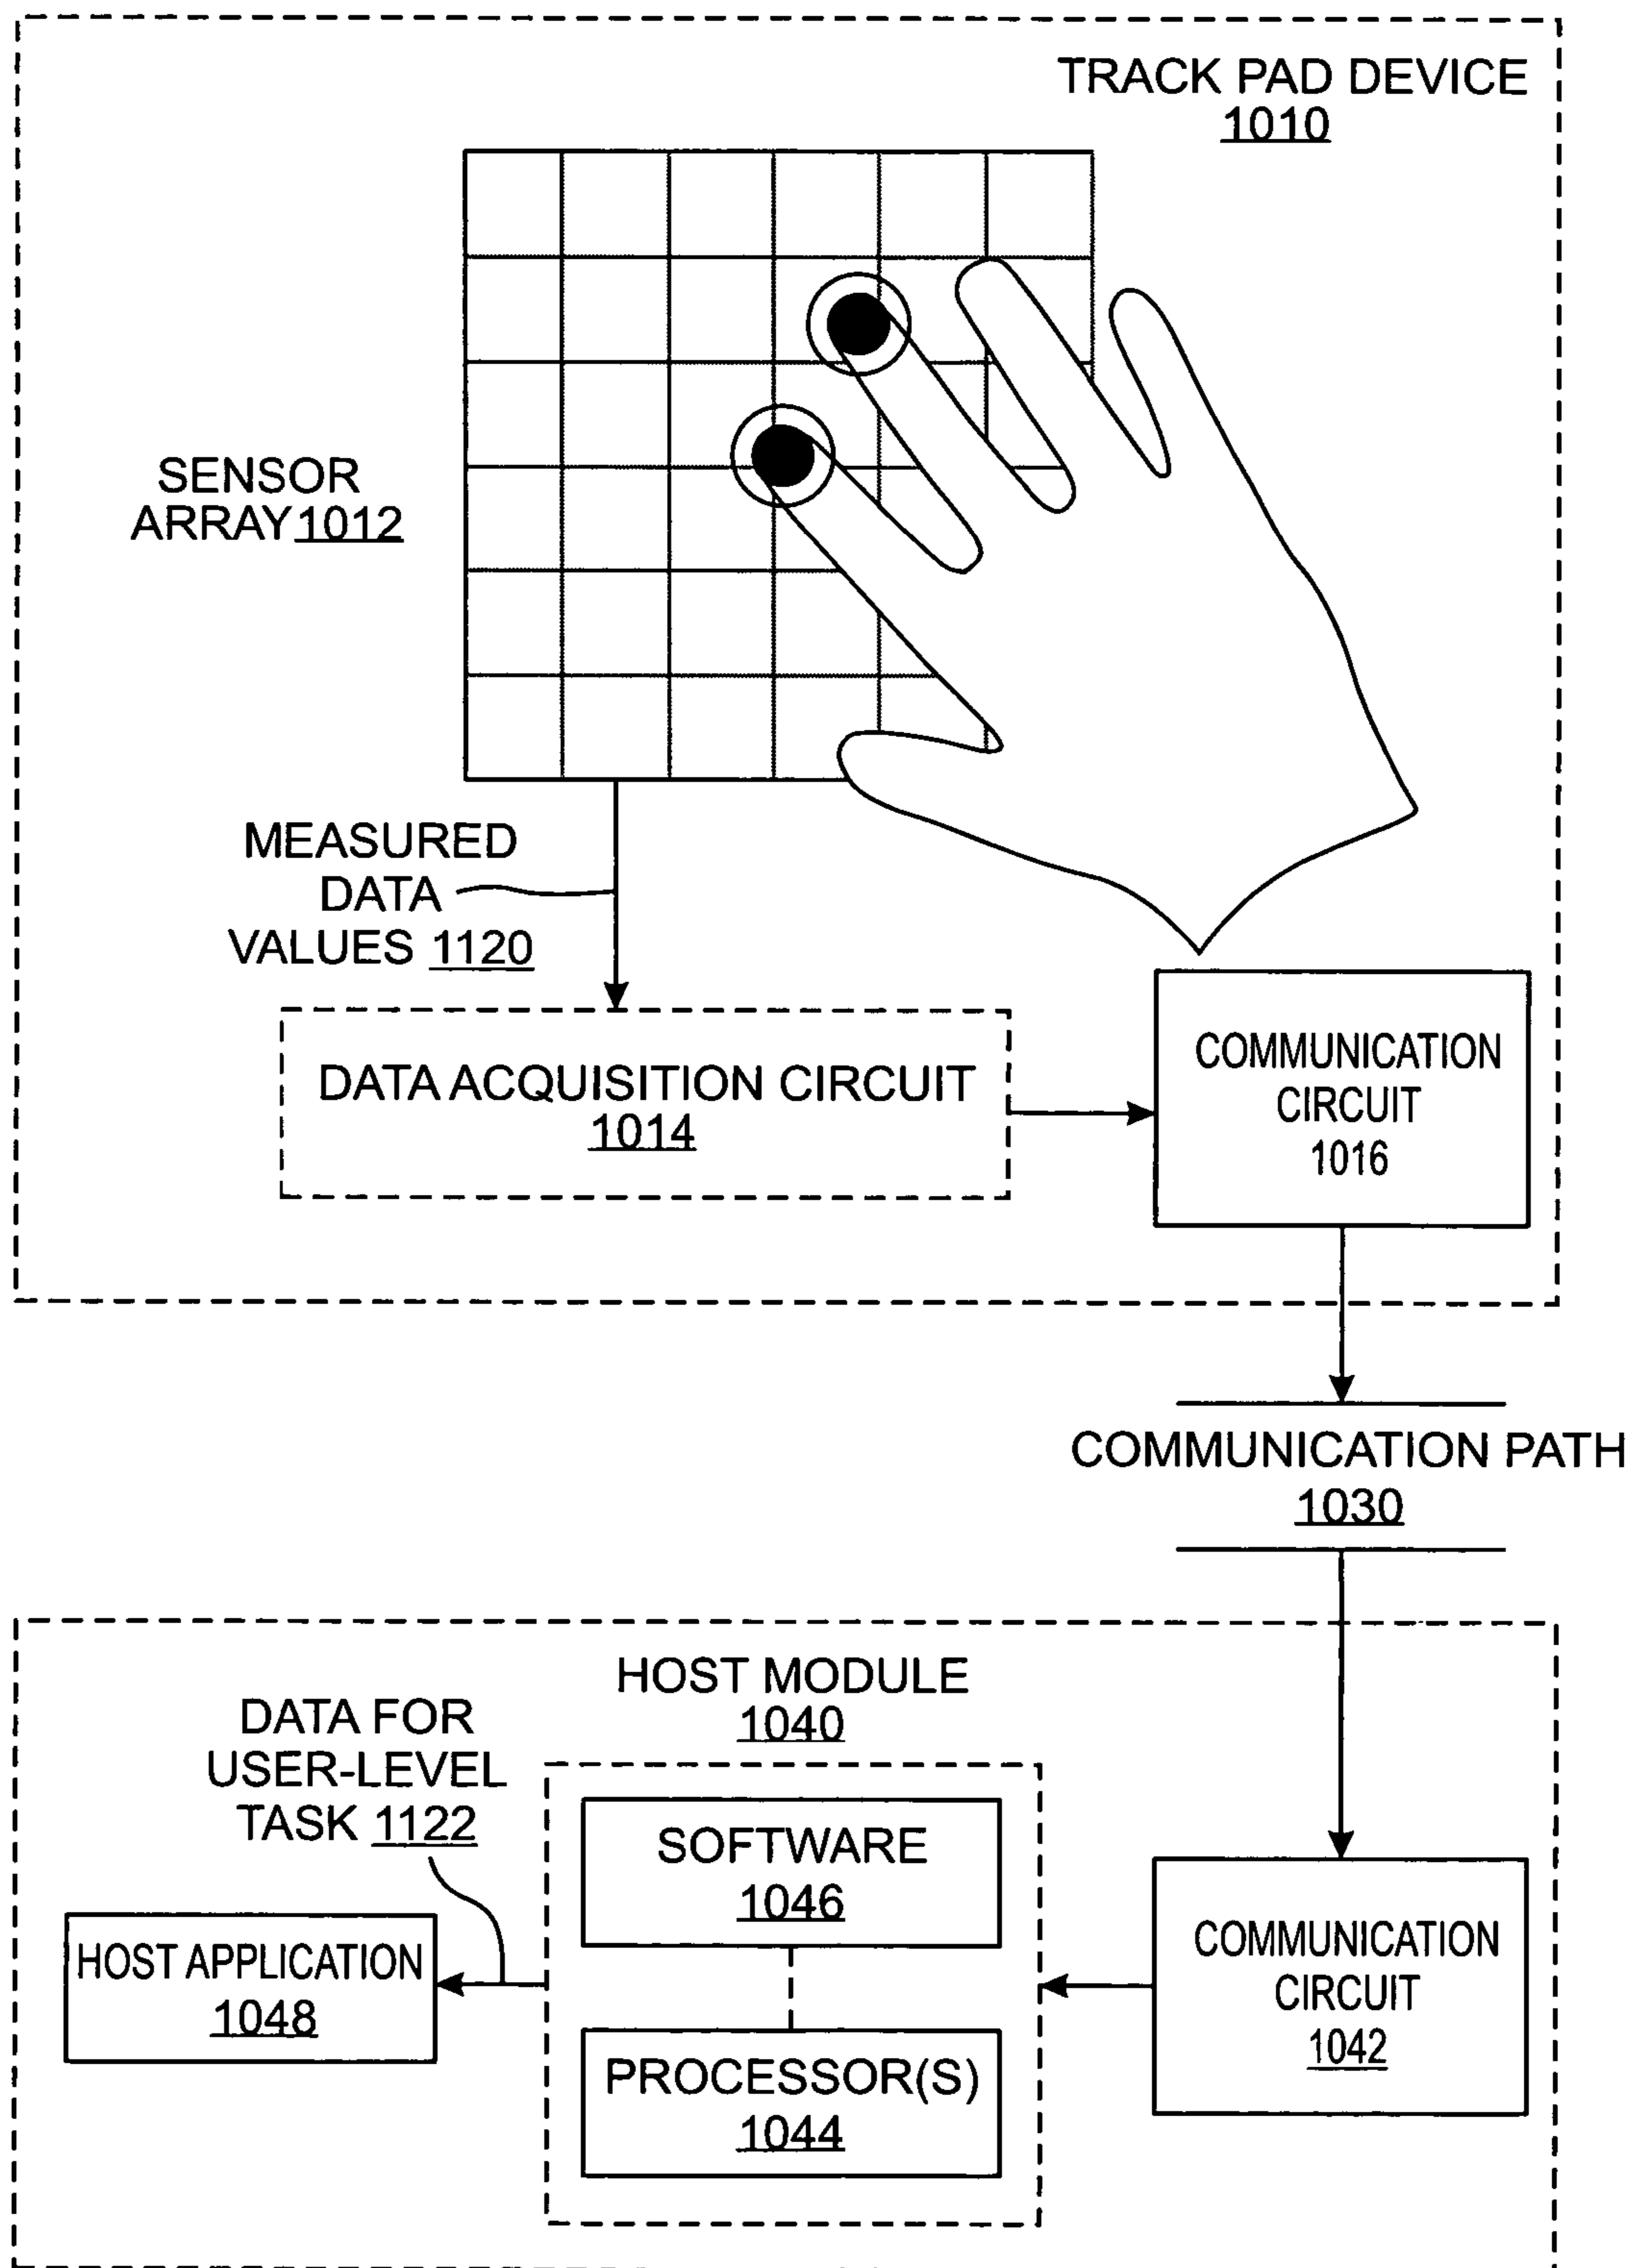 TRACK PAD DEVICE
1010
SENSOR
ARRAY 1012
MEASURED
DATA
VALUES 1120
DATA ACQUISITION CIRCUIT
1014
COMMUNICATION
CIRCUIT
1016
COMMUNICATION PATH
1030
HOST MODULE
1040
DATA FOR
USER-LEVEL
TASK 1122
SOFTWARE
1046
HOST APPLICATION
1048
PROCESSOR(S)
1044
COMMUNICATION
CIRCUIT
1042